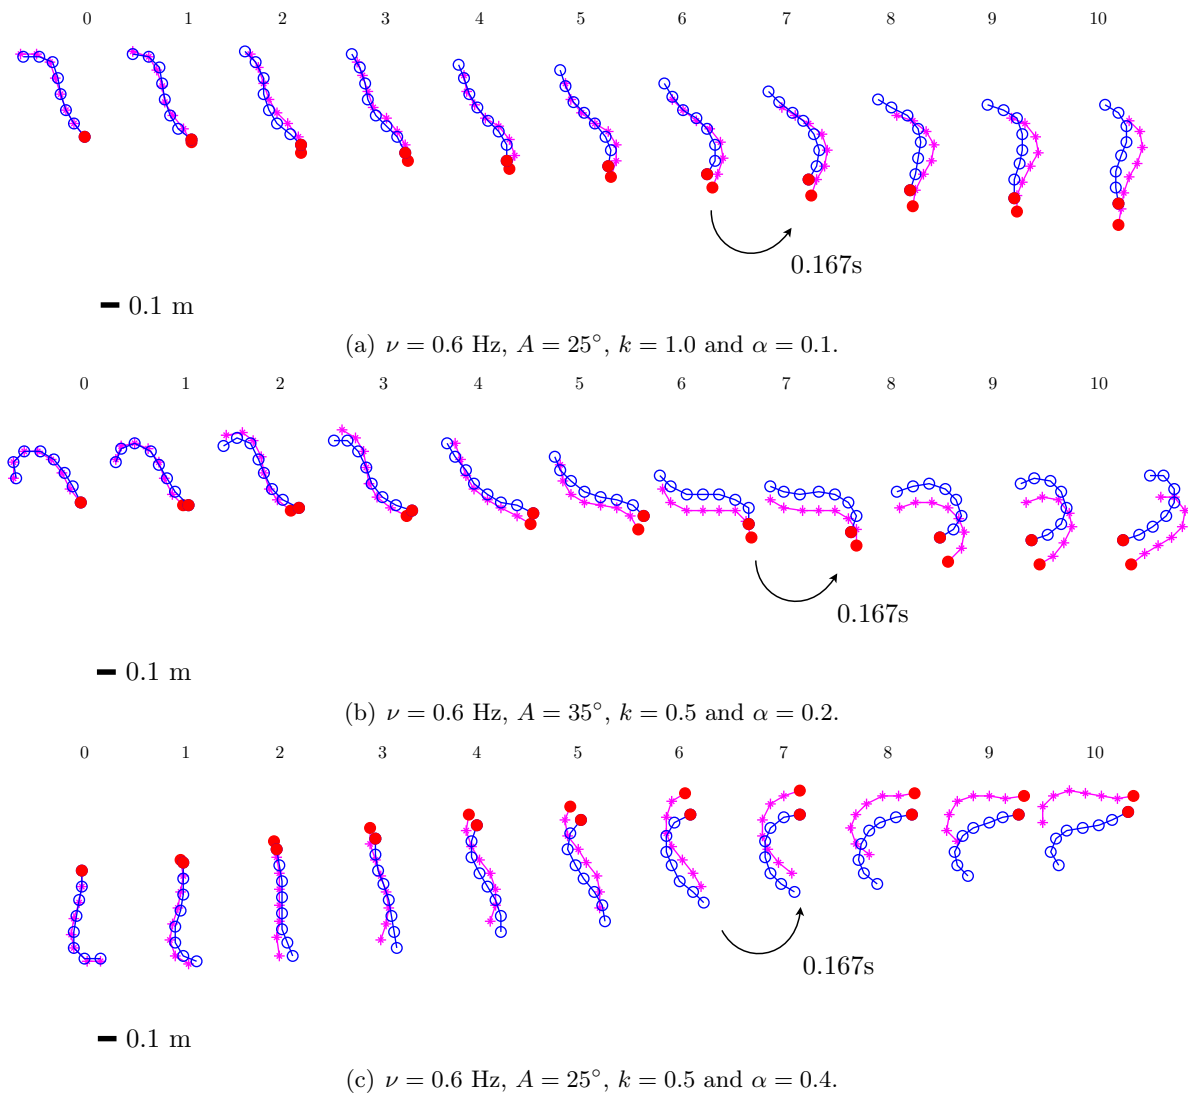 0 1 2 3 4 5 6 7 8 9 10
0.167s
0.1 m
(a) ν = 0.6 Hz, A = 25°, k = 1.0 and α = 0.1.
0 1 2 3 4 5 6 7 8 9 10
0.167s
0.1 m
(b) ν = 0.6 Hz, A = 35°, k = 0.5 and α = 0.2.
0 1 2 3 4 5 6 7 8 9 10
0.167s
0.1 m
(c) ν = 0.6 Hz, A = 25°, k = 0.5 and α = 0.4.